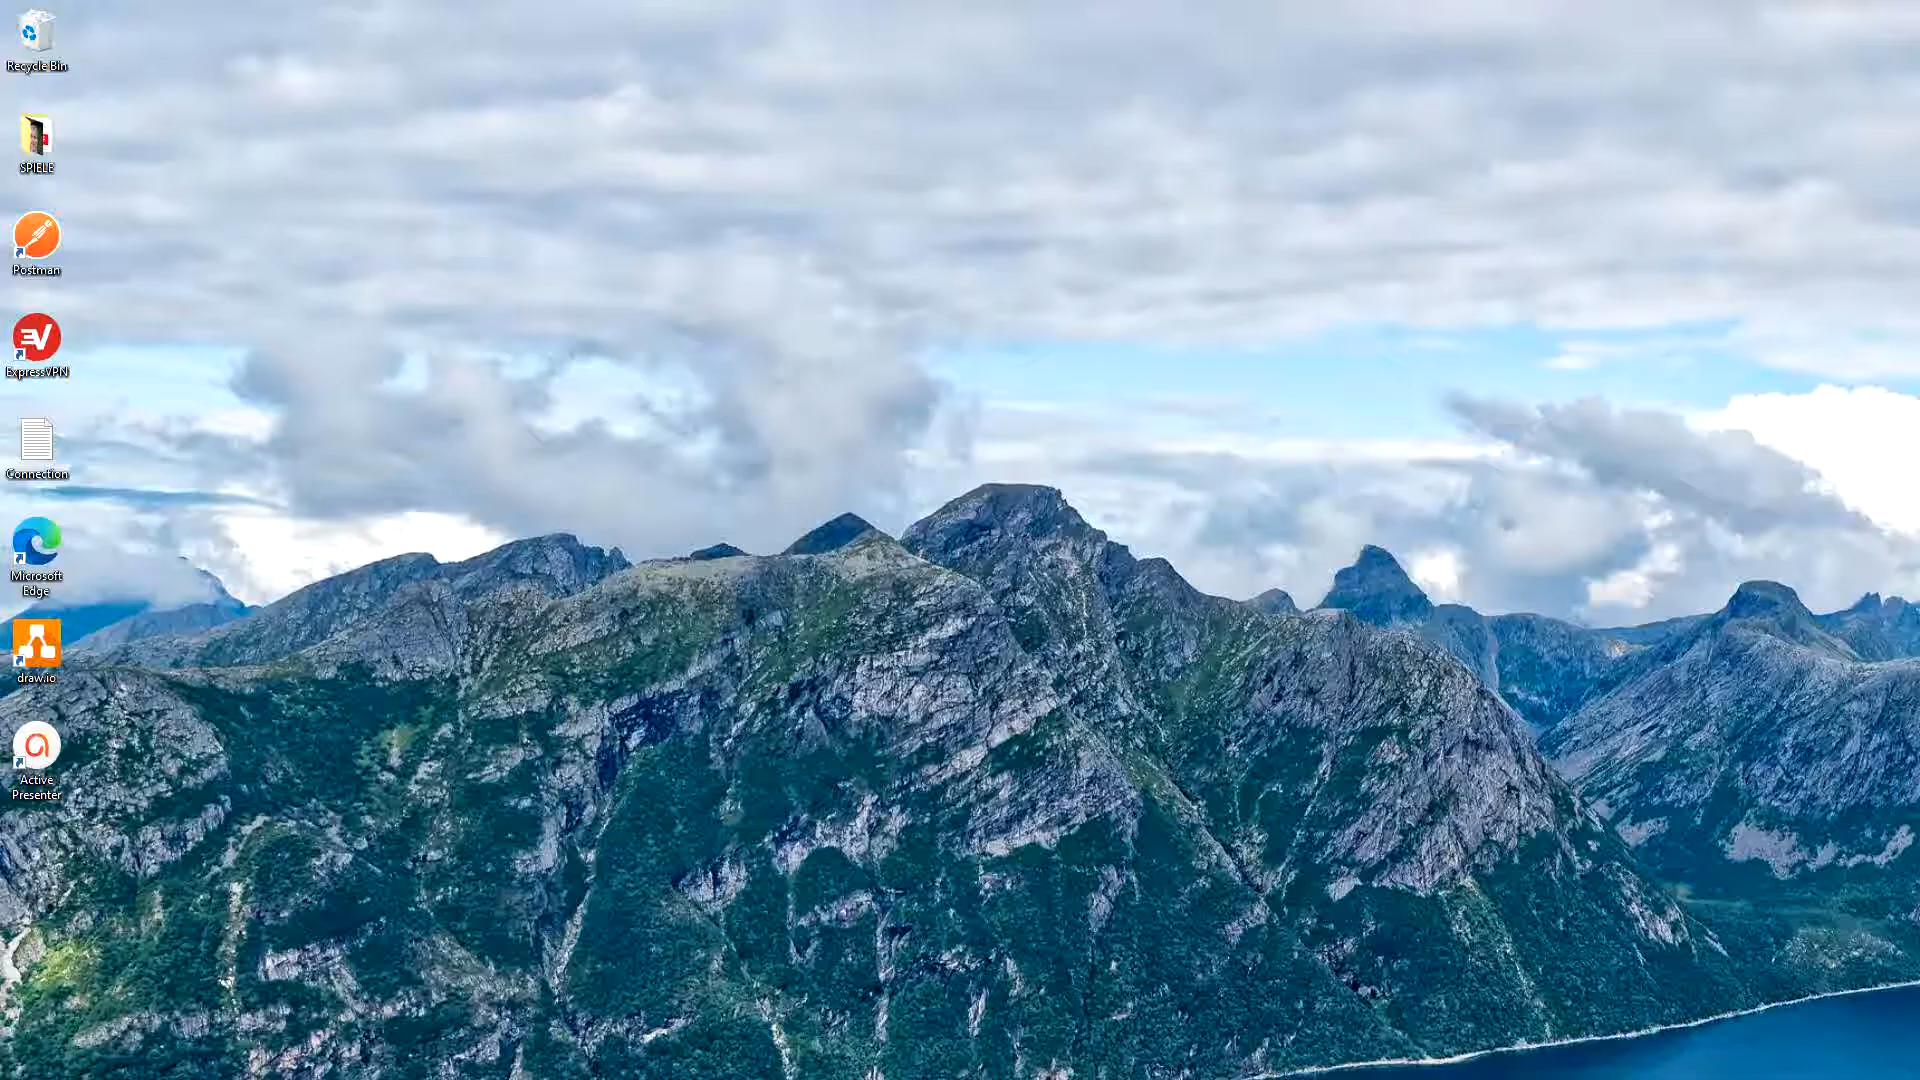 Recycle Bin
SPIELE
Postman
ExpressVPN
Connection
Microsoft
Edge
draw.io
Active
Presenter